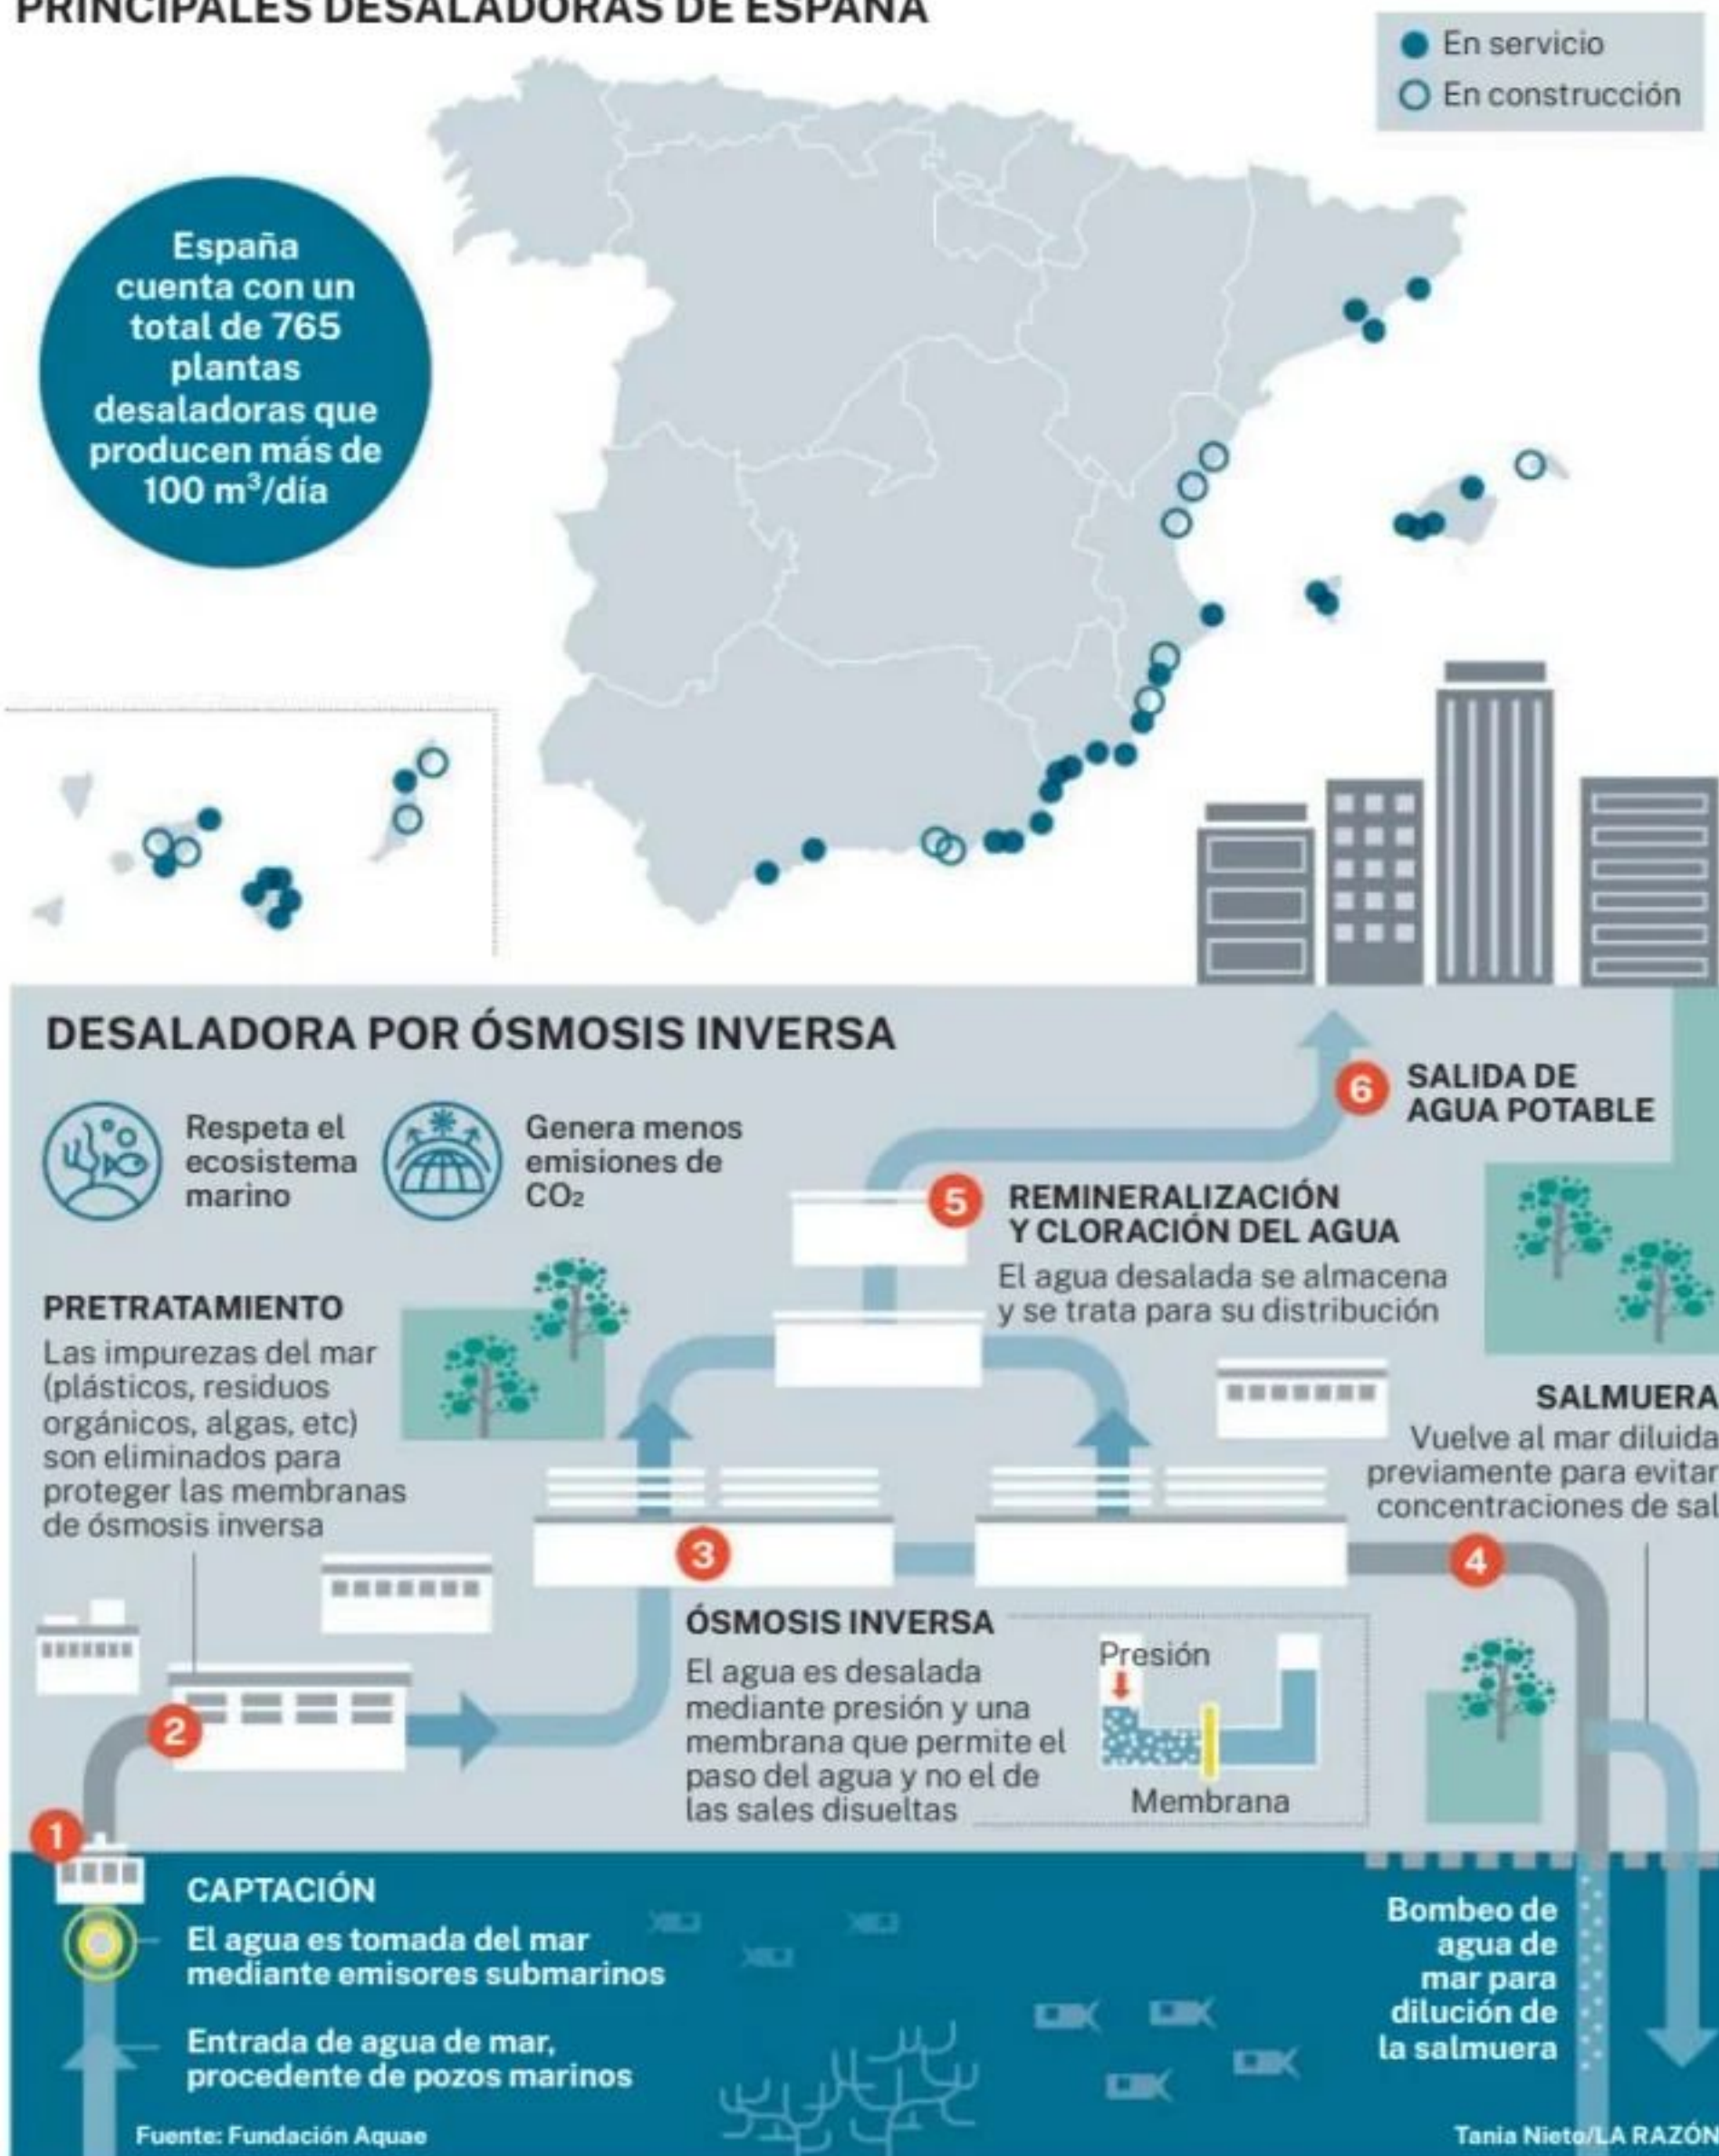 PRINCIPALES DESALADORAS DE ESPAÑA
En servicio
En construcción
España
cuenta con un
total de 765
plantas
desaladoras que
producen más de
100 m³/día
DESALADORA POR ÓSMOSIS INVERSA
Respeta el
ecosistema
marino
Genera menos
emisiones de
CO₂
6
SALIDA DE
AGUA POTABLE
5
REMINERALIZACIÓN
Y CLORACIÓN DEL AGUA
El agua desalada se almacena
y se trata para su distribución
PRETRATAMIENTO
Las impurezas del mar
(plásticos, residuos
orgánicos, algas, etc)
son eliminados para
proteger las membranas
de ósmosis inversa
SALMUERA
Vuelve al mar diluida
previamente para evitar
concentraciones de sal
3
4
ÓSMOSIS INVERSA
El agua es desalada
mediante presión y una
membrana que permite el
paso del agua y no el de
las sales disueltas
Presión
Membrana
2
1
CAPTACIÓN
El agua es tomada del mar
mediante emisores submarinos
Entrada de agua de mar,
procedente de pozos marinos
Bombeo de
agua de
mar para
dilución de
la salmuera
Fuente: Fundación Aquae
Tania Nieto/LA RAZÓN